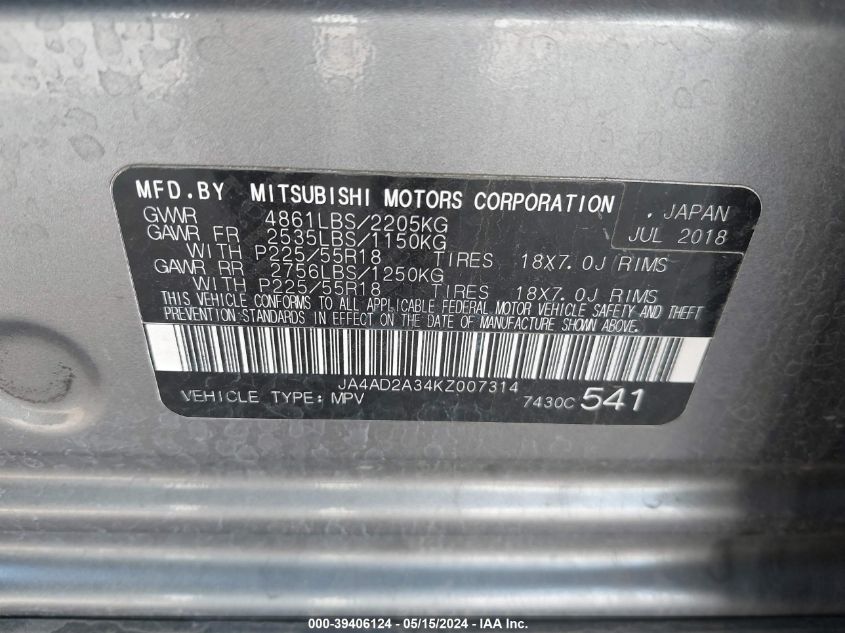 MFD.BY MITSUBISHI MOTORS CORPORATION
. JAPAN
GVWR 4861LBS/2205KG
JUL 2018
GAWR FR 2535LBS/1150KG
WITH P225/55R18 TIRES 18X7.0J RIMS
GAWR RR 2756LBS/1250KG
WITH P225/55R18 TIRES 18X7.0J RIMS
THIS VEHICLE CONFORMS TO ALL APPLICABLE FEDERAL MOTOR VEHICLE SAFETY AND THEFT
PREVENTION STANDARDS IN EFFECT ON THE DATE OF MANUFACTURE SHOWN ABOVE.
JA4AD2A34KZ007314
VEHICLE TYPE: MPV 7430C 541
000-39406124 - 05/15/2024 - IAA Inc.